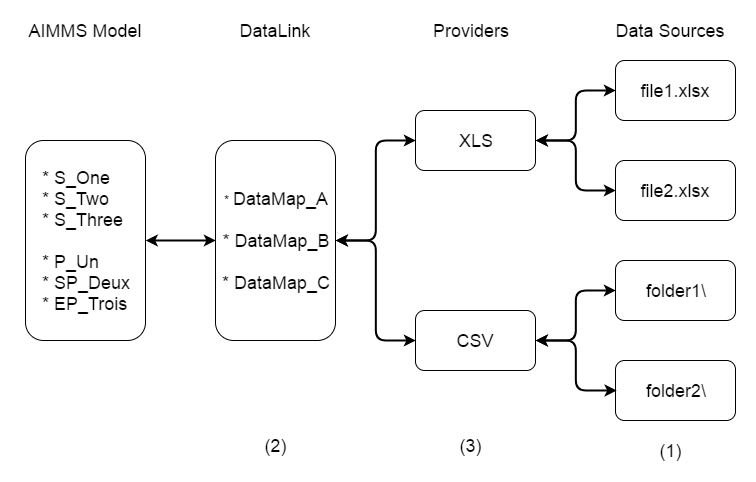 AIMMS Model
DataLink
Providers
Data Sources
* S_One
* S_Two
* S_Three
* P_Un
* SP_Deux
* EP_Trois
* DataMap_A
* DataMap_B
* DataMap_C
XLS
CSV
file1.xlsx
file2.xlsx
folder1\
folder2\
(2)
(3)
(1)